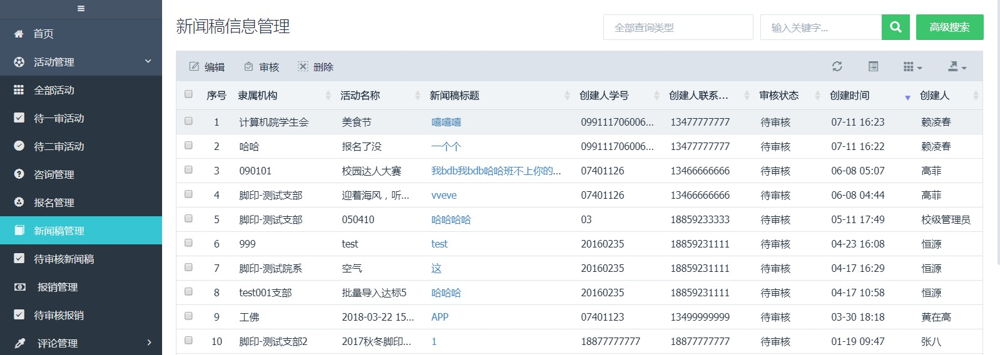 首页
活动管理
全部活动
待一审活动
待二审活动
咨询管理
报名管理
新闻稿管理
待审核新闻稿
报销管理
待审核报销
评论管理
新闻稿信息管理
全部查询类型
输入关键字...
高级搜索
编辑 审核 删除
序号 隶属机构 活动名称 新闻稿标题 创建人学号 创建人联系... 审核状态 创建时间 创建人
1 计算机院学生会 美食节 嘻嘻嘻 099111706006... 13477777777 待审核 07-11 16:23 赖凌春
2 哈哈 报名了没 一个个 099111706006... 13477777777 待审核 07-11 16:22 赖凌春
3 090101 校园达人大赛 我bdb我bdb哈哈班不上你的... 07401126 13466666666 待审核 06-08 05:07 高菲
4 脚印-测试支部 迎着海风，听... vveve 07401126 13466666666 待审核 06-08 04:44 高菲
5 脚印-测试支部 050410 哈哈哈哈 03 18859233333 待审核 05-11 17:49 校级管理员
6 999 test test 20160235 18859231111 待审核 04-23 16:08 恒源
7 脚印-测试院系 空气 这 20160235 18859231111 待审核 04-17 16:29 恒源
8 test001支部 批量导入达标5 哈哈哈 20160235 18859231111 待审核 04-17 10:58 恒源
9 工佛 2018-03-22 15... APP 07401123 13499999999 待审核 03-30 18:18 黄在高
10 脚印-测试支部2 2017秋冬脚印... 1 18877777777 18877777777 待审核 01-19 09:47 张八